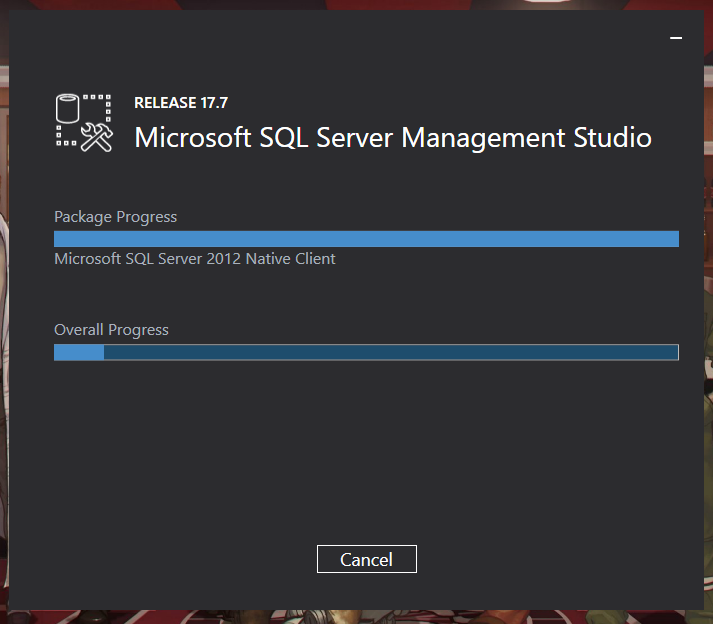 RELEASE 17.7
Microsoft SQL Server Management Studio
Package Progress
Microsoft SQL Server 2012 Native Client
Overall Progress
Cancel